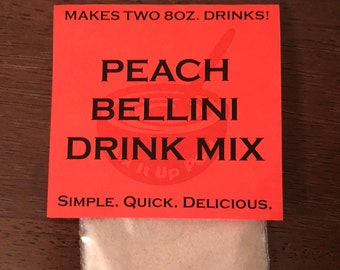 MAKES TWO 8OZ. DRINKS!
PEACH
BELLINI
DRINK MIX
SIMPLE. QUICK. DELICIOUS.